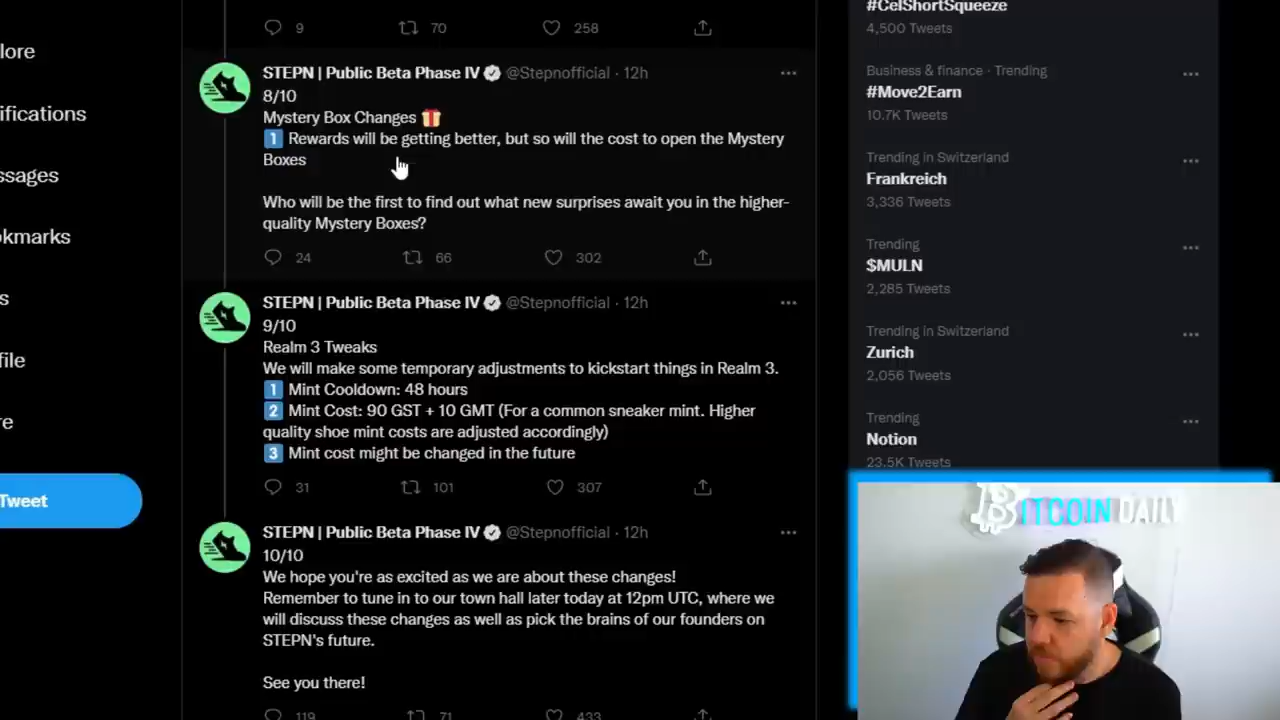 #CelShortSqueeze
4,500 Tweets
9 70 258
lore
ifications
ssages
okmarks
s
file
re
Tweet
STEPN | Public Beta Phase IV @Stepnofficial · 12h
8/10
Mystery Box Changes 🎁
1 Rewards will be getting better, but so will the cost to open the Mystery
Boxes
Who will be the first to find out what new surprises await you in the higher-
quality Mystery Boxes?
24 66 302
STEPN | Public Beta Phase IV @Stepnofficial · 12h
9/10
Realm 3 Tweaks
We will make some temporary adjustments to kickstart things in Realm 3.
1 Mint Cooldown: 48 hours
2 Mint Cost: 90 GST + 10 GMT (For a common sneaker mint. Higher
quality shoe mint costs are adjusted accordingly)
3 Mint cost might be changed in the future
31 101 307
STEPN | Public Beta Phase IV @Stepnofficial · 12h
10/10
We hope you're as excited as we are about these changes!
Remember to tune in to our town hall later today at 12pm UTC, where we
will discuss these changes as well as pick the brains of our founders on
STEPN's future.
See you there!
119 71 433
Business & finance · Trending
#Move2Earn
10.7K Tweets
Trending in Switzerland
Frankreich
3,336 Tweets
Trending
$MULN
2,285 Tweets
Trending in Switzerland
Zurich
2,056 Tweets
Trending
Notion
23.5K Tweets
BITCOIN DAILY